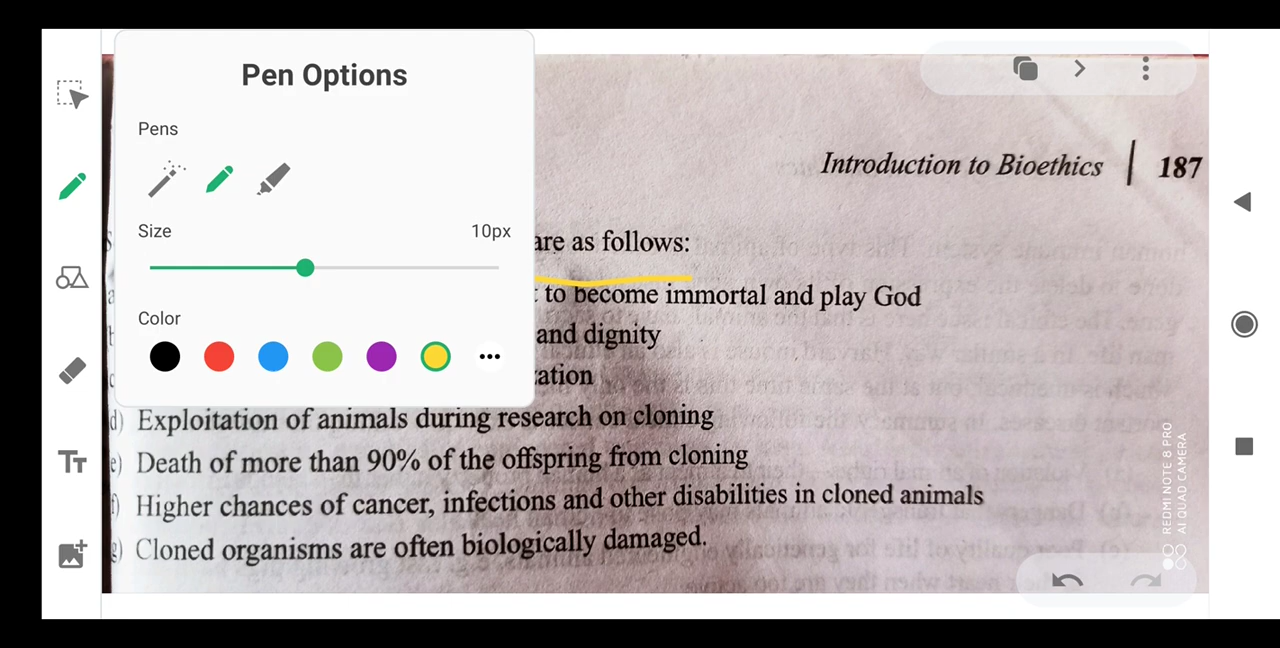 Pen Options
Pens
Size 10px
Color
Introduction to Bioethics 187
are as follows:
to become immortal and play God
and dignity
ation
d) Exploitation of animals during research on cloning
e) Death of more than 90% of the offspring from cloning
f) Higher chances of cancer, infections and other disabilities in cloned animals
g) Cloned organisms are often biologically damaged.
REDMI NOTE 8 PRO
AI QUAD CAMERA
Tт